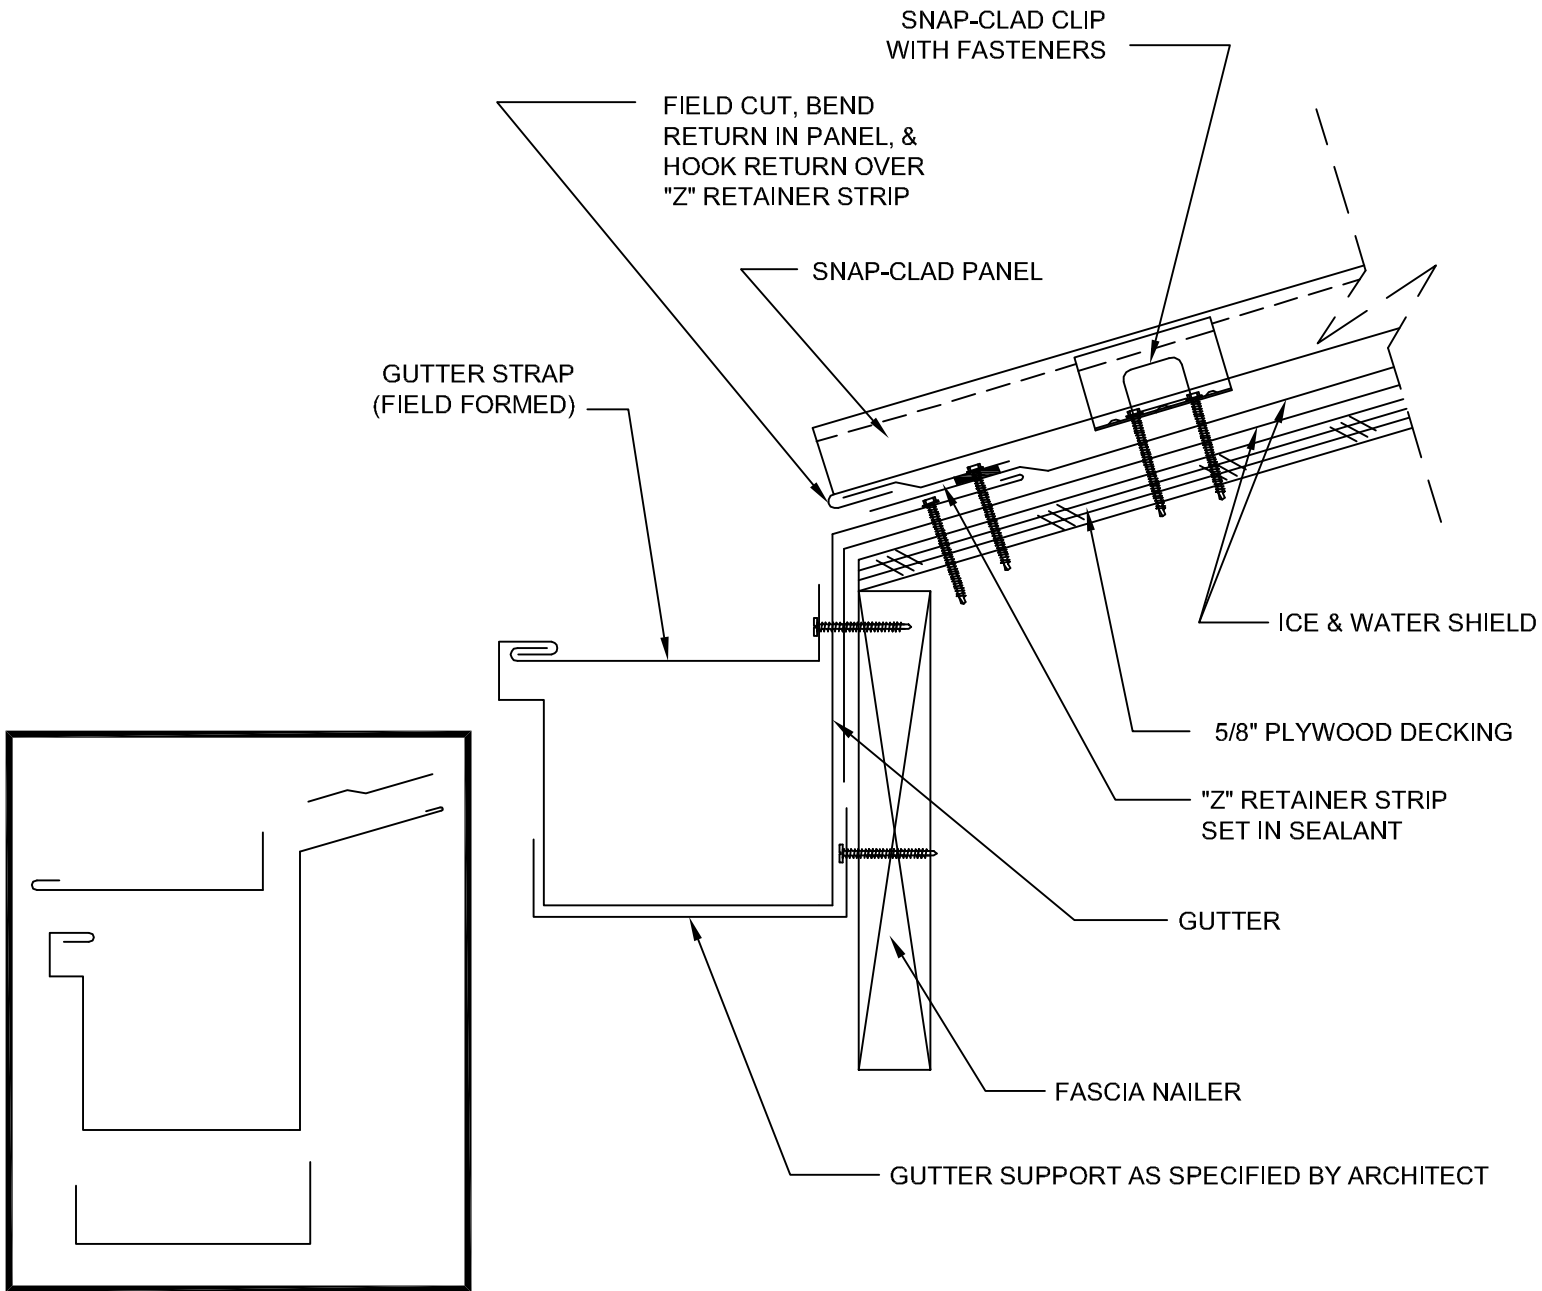 SNAP-CLAD CLIP
WITH FASTENERS
FIELD CUT, BEND
RETURN IN PANEL, &
HOOK RETURN OVER
"Z" RETAINER STRIP
SNAP-CLAD PANEL
GUTTER STRAP
(FIELD FORMED)
ICE & WATER SHIELD
5/8" PLYWOOD DECKING
"Z" RETAINER STRIP
SET IN SEALANT
GUTTER
FASCIA NAILER
GUTTER SUPPORT AS SPECIFIED BY ARCHITECT